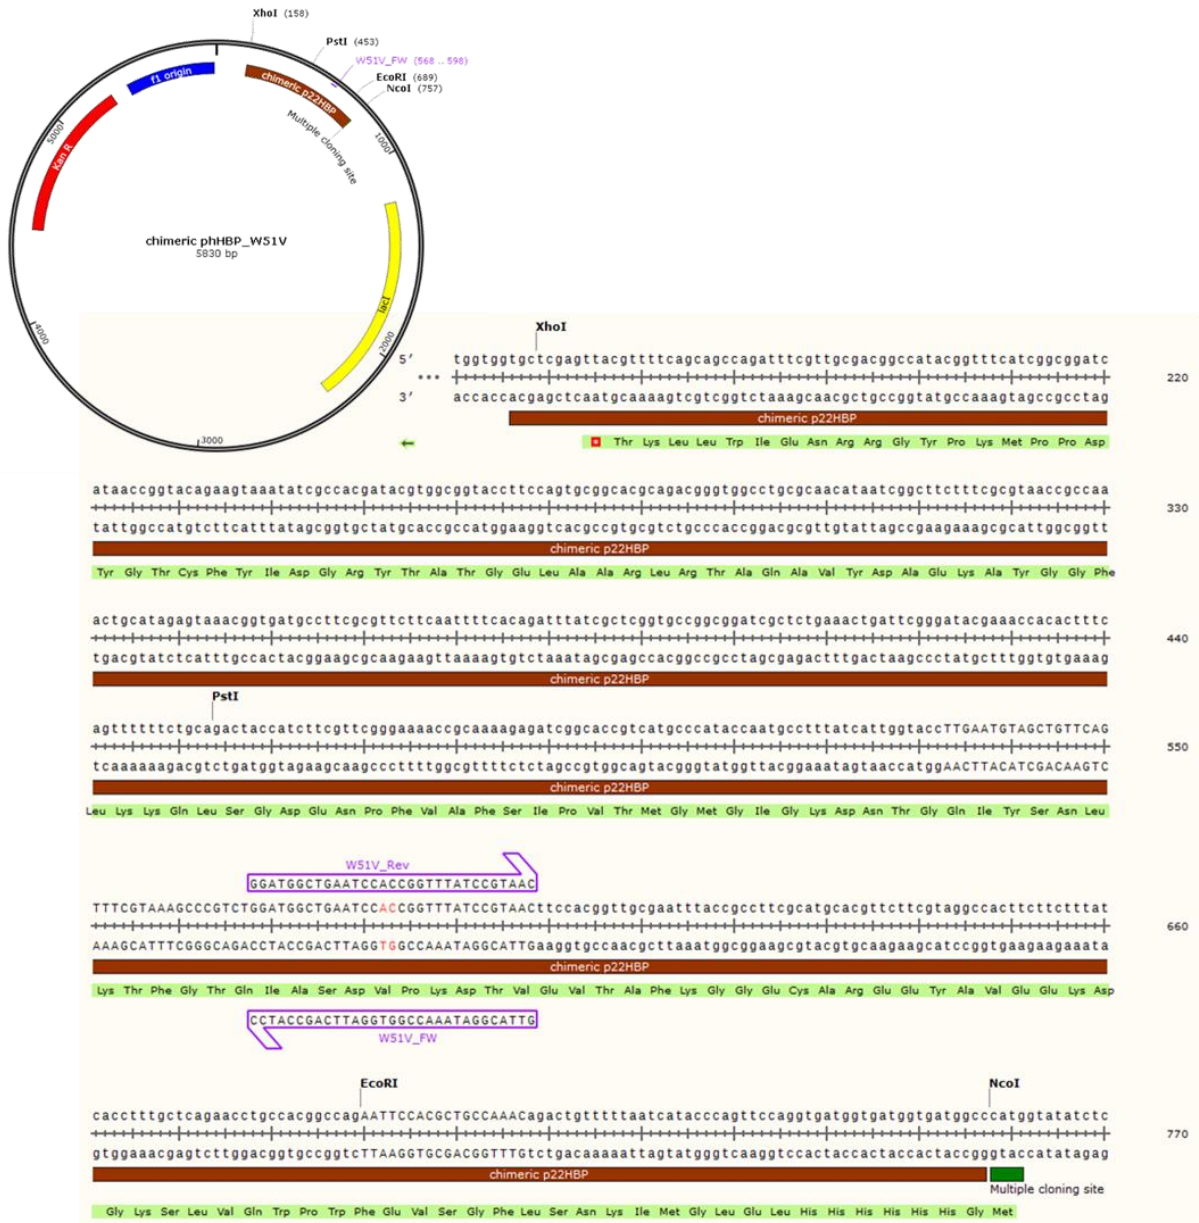 XhoI (158)
PstI (453)
W51V_FW (568 .. 598)
EcoRI (689)
NcoI (757)
f1 origin
chimeric p22HBP
Multiple cloning site
1000
5000
Kan R
chimeric phHBP_W51V
5830 bp
lacI
2000
4000
3000
XhoI
5' tggtggtgctcgagttacgttttcagcagccagatttcgttgcgacggccatacggtttcatcggcggatc
... 220
3' accaccacgagctcaatgcaaaagtcgtcggtctaaagcaacgctgccggtatgccaaagtagccgcctag
chimeric p22HBP
* Thr Lys Leu Leu Trp Ile Glu Asn Arg Arg Gly Tyr Pro Lys Met Pro Pro Asp
ataaccggtacagaagtaaatatcgccacgatacgtggcggtaccttccagtgcggcacgcagacgggtggcctgcgcaacataatcggcttctttcgcgtaaccgccaa
330
tattggccatgtcttcatttatagcggtgctatgcaccgccatggaaggtcacgccgtgcgtctgcccaccggacgcgttgtattagccgaagaaagcgcattggcggtt
chimeric p22HBP
Tyr Gly Thr Cys Phe Tyr Ile Asp Gly Arg Tyr Thr Ala Thr Gly Glu Leu Ala Ala Arg Leu Arg Thr Ala Gln Ala Val Tyr Asp Ala Glu Lys Ala Tyr Gly Gly Phe
actgcatagagtaaacggtgatgccttcgcgttcttcaattttcacagatttatcgctcggtgccggcggatcgctctgaaactgattcgggatacgaaaccacactttc
440
tgacgtatctcatttgccactacggaagcgcaagaagttaaaagtgtctaaatagcgagccacggccgcctagcgagactttgactaagccctatgctttggtgtgaaag
chimeric p22HBP
PstI
agttttttctgcagactaccatcttcgttcgggaaaaccgcaaaagagatcggcaccgtcatgcccataccaatgcctttatcattggtaccTTGAATGTAGCTGTTCAG
550
tcaaaaaagacgtctgatggtagaagcaagcccttttggcgttttctctagccgtggcagtacgggtatggttacggaaatagtaaccatggAACTTACATCGACAAGTC
chimeric p22HBP
Leu Lys Lys Gln Leu Ser Gly Asp Glu Asn Pro Phe Val Ala Phe Ser Ile Pro Val Thr Met Gly Met Gly Ile Gly Lys Asp Asn Thr Gly Gln Ile Tyr Ser Asn Leu
W51V_Rev
GGATGGCTGAATCCACCGGTTTATCCGTAAC
TTTCGTAAAGCCCGTCTGGATGGCTGAATCCACCGGTTTATCCGTAACttccacggttgcgaatttaccgccttcgcatgcacgttcttcgtaggccacttcttctttat
660
AAAGCATTTCGGGCAGACCTACCGACTTAGGTGGCCAAATAGGCATTGaaggtgccaacgcttaaatggcggaagcgtacgtgcaagaagcatccggtgaagaagaaata
chimeric p22HBP
Lys Thr Phe Gly Thr Gln Ile Ala Ser Asp Val Pro Lys Asp Thr Val Glu Val Thr Ala Phe Lys Gly Gly Glu Cys Ala Arg Glu Glu Tyr Ala Val Glu Glu Lys Asp
CCTACCGACTTAGGTGGCCAAATAGGCATTG
W51V_FW
EcoRI NcoI
cacctttgctcagaacctgccacggccagAATTCCACGCTGCCAAACAGACTGTTTTTAATCATACCCAGTTCCAGGTGATGGTGATGGTGATGGCCCATGGTATATCTC
770
gtggaaacgagtcttggacggtgccggtcTTAAGGTGCGACGGTTTGTctgacaaaaattagtatgggtcaaggtccactaccactaccactaccgggtaccatatagag
chimeric p22HBP
Multiple cloning site
Gly Lys Ser Leu Val Gln Trp Pro Trp Phe Glu Val Ser Gly Phe Leu Ser Asn Lys Ile Met Gly Leu Glu Leu His His His His His His Gly Met